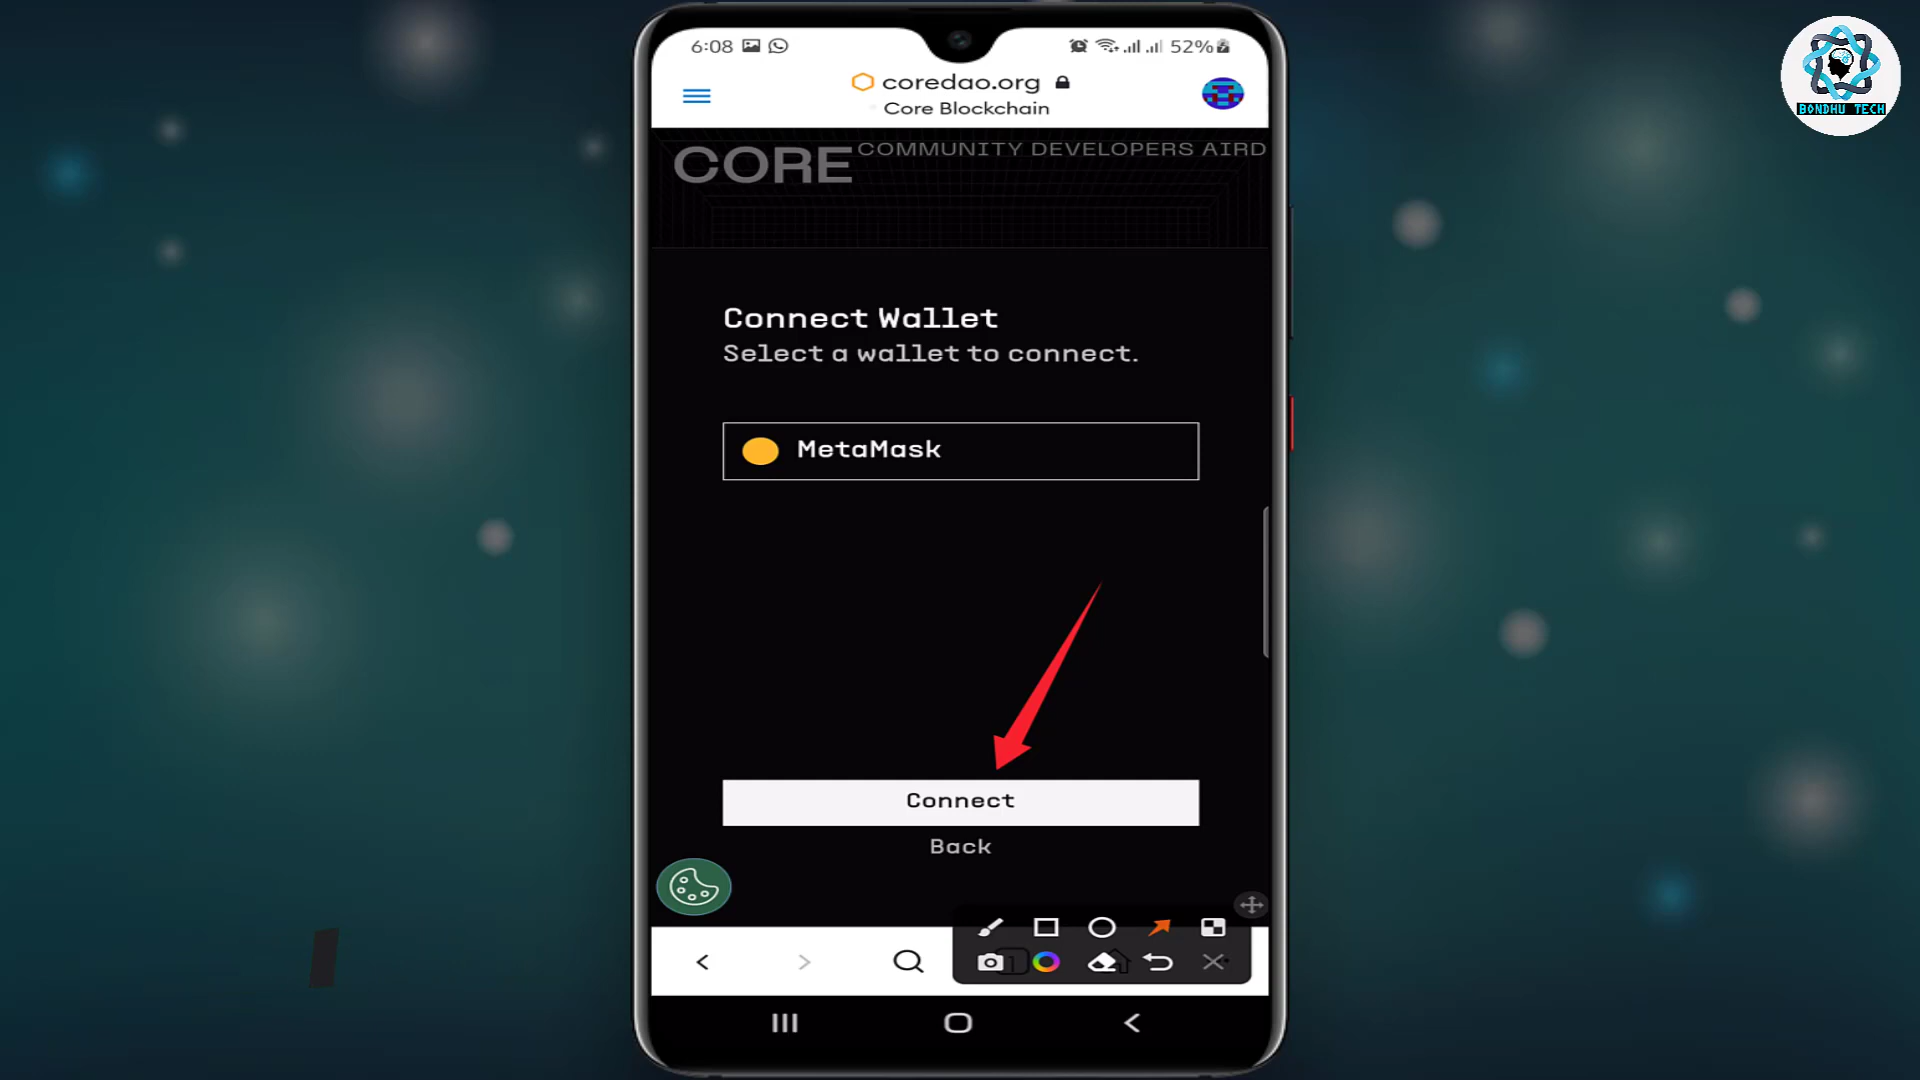 6:08
52%
coredao.org
Core Blockchain
BONDHU TECH
CORE
COMMUNITY DEVELOPERS AIRD
Connect Wallet
Select a wallet to connect.
MetaMask
Connect
Back